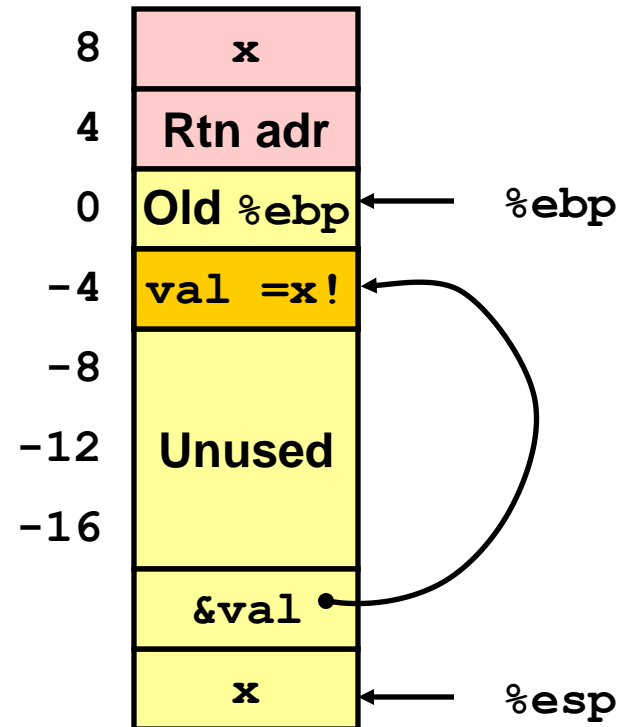 8 x
4 Rtn adr
0 Old %ebp %ebp
-4 val =x!
-8
-12 Unused
-16
&val
x %esp